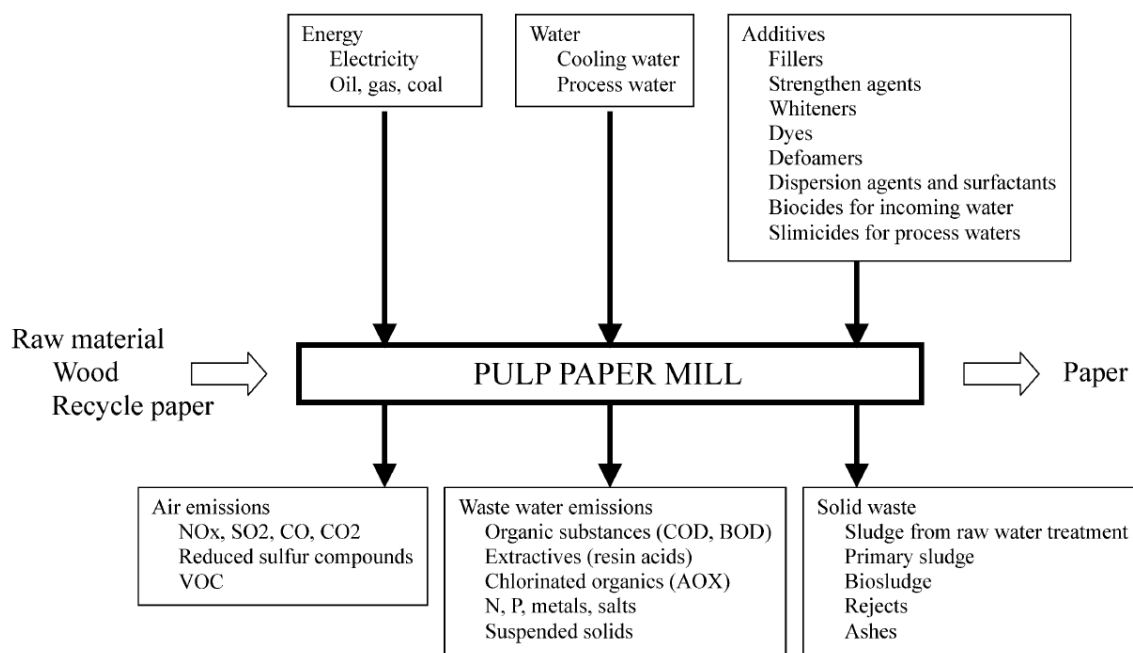 Energy
Electricity
Oil, gas, coal
Water
Cooling water
Process water
Additives
Fillers
Strengthen agents
Whiteners
Dyes
Defoamers
Dispersion agents and surfactants
Biocides for incoming water
Slimicides for process waters
Raw material
Wood
Recycle paper
PULP PAPER MILL
Paper
Air emissions
NOx, SO2, CO, CO2
Reduced sulfur compounds
VOC
Waste water emissions
Organic substances (COD, BOD)
Extractives (resin acids)
Chlorinated organics (AOX)
N, P, metals, salts
Suspended solids
Solid waste
Sludge from raw water treatment
Primary sludge
Biosludge
Rejects
Ashes